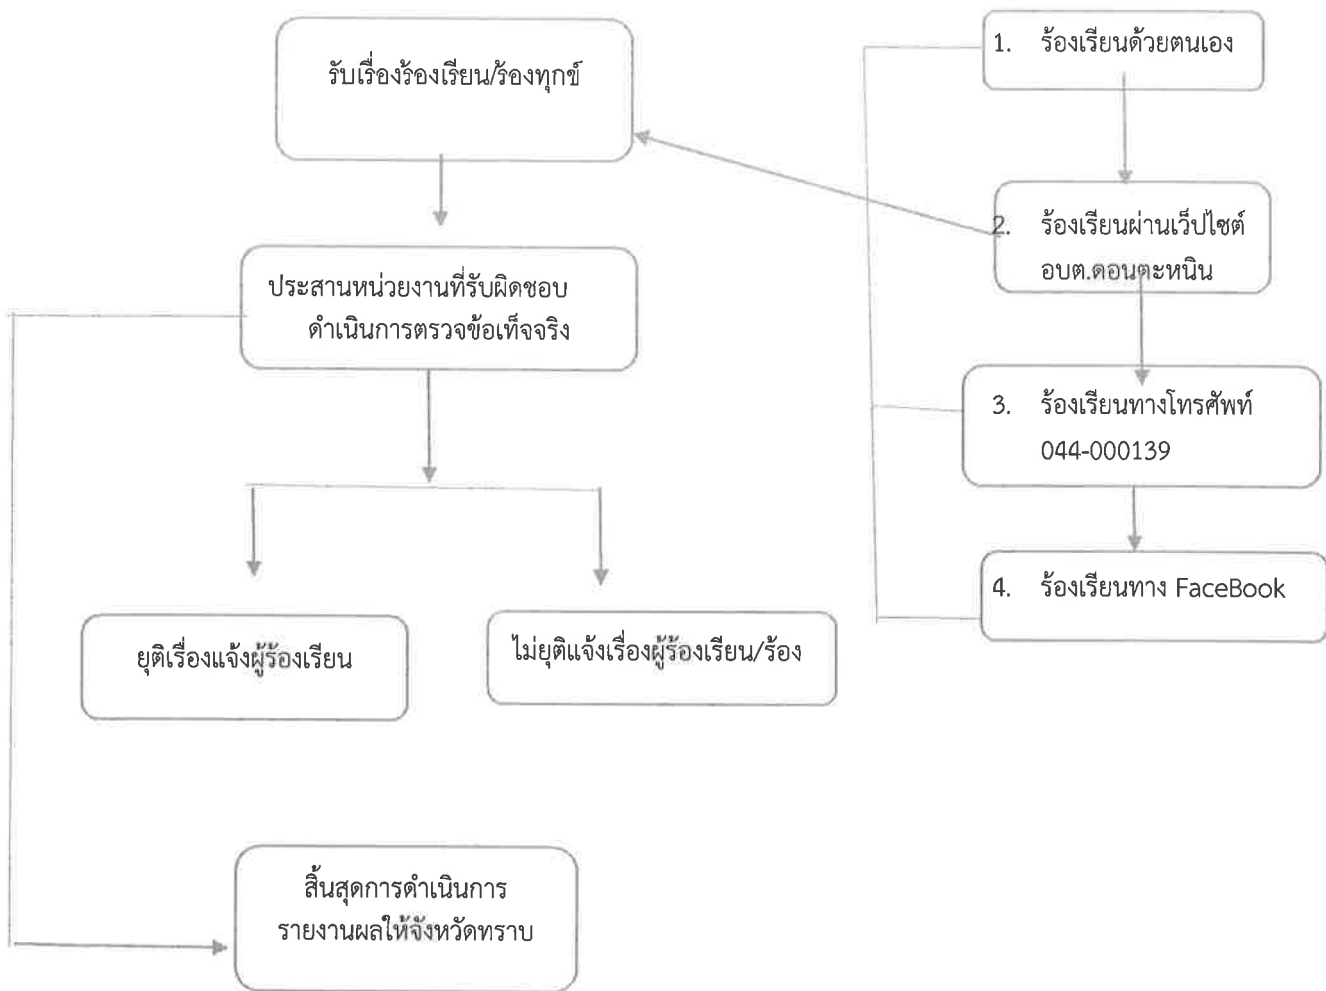 รับเรื่องร้องเรียน/ร้องทุกข์
ประสานหน่วยงานที่รับผิดชอบ
ดำเนินการตรวจข้อเท็จจริง
ยุติเรื่องแจ้งผู้ร้องเรียน
ไม่ยุติแจ้งเรื่องผู้ร้องเรียน/ร้อง
สิ้นสุดการดำเนินการ
รายงานผลให้จังหวัดทราบ
1. ร้องเรียนด้วยตนเอง
2. ร้องเรียนผ่านเว็ปไซต์
อบต.ดอนตะหนิน
3. ร้องเรียนทางโทรศัพท์
044-000139
4. ร้องเรียนทาง FaceBook